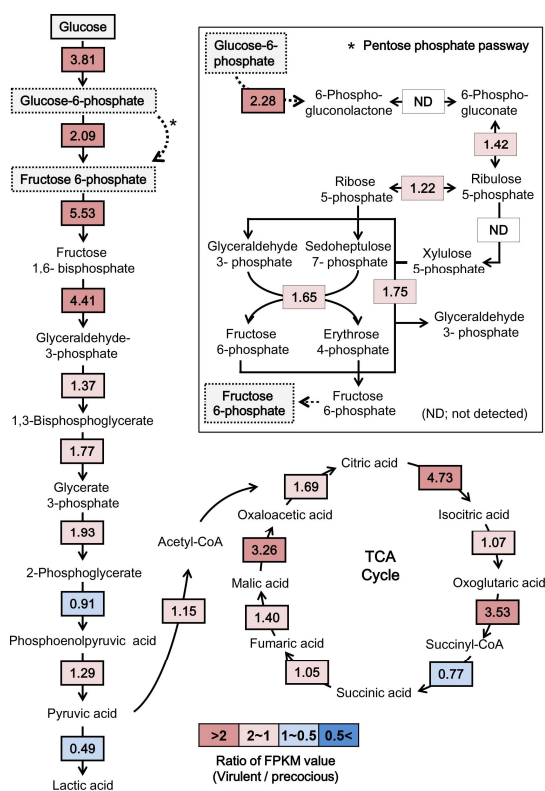 Glucose
3.81
Glucose-6-phosphate
2.09
*
Fructose 6-phosphate
5.53
Fructose
1,6- bisphosphate
4.41
Glyceraldehyde-
3-phosphate
1.37
1,3-Bisphosphoglycerate
1.77
Glycerate
3-phosphate
1.93
2-Phosphoglycerate
0.91
Phosphoenolpyruvic acid
1.29
Pyruvic acid
0.49
Lactic acid
Glucose-6-
phosphate
* Pentose phosphate passway
2.28
6-Phospho-
gluconolactone
ND
6-Phospho-
gluconate
1.42
Ribose
5-phosphate
1.22
Ribulose
5-phosphate
ND
Glyceraldehyde
3- phosphate
Sedoheptulose
7- phosphate
Xylulose
5-phosphate
1.65
1.75
Fructose
6-phosphate
Erythrose
4-phosphate
Glyceraldehyde
3- phosphate
Fructose
6-phosphate
Fructose
6-phosphate
(ND; not detected)
Acetyl-CoA
1.15
1.69
Citric acid
4.73
Isocitric acid
1.07
Oxoglutaric acid
3.53
Succinyl-CoA
0.77
Succinic acid
1.05
Fumaric acid
1.40
Malic acid
3.26
Oxaloacetic acid
TCA
Cycle
>2 2~1 1~0.5 0.5<
Ratio of FPKM value
(Virulent / precocious)